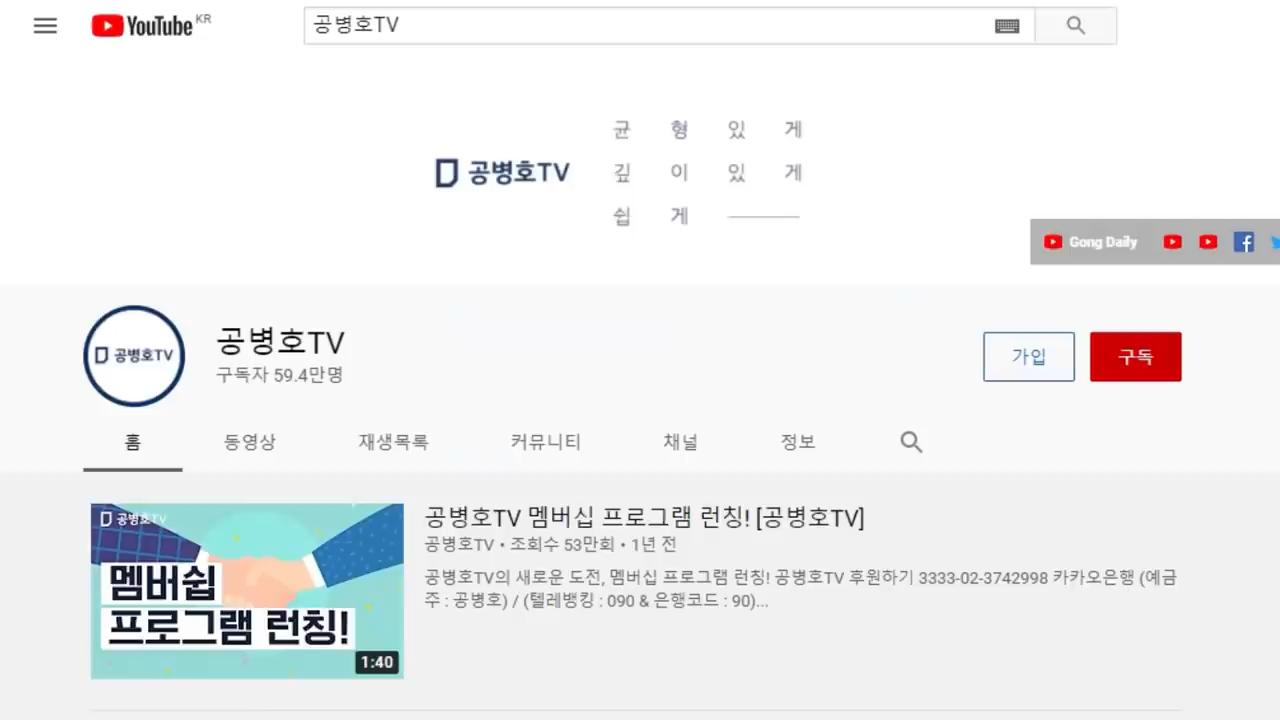 YouTube KR
공병호TV
공병호TV
균형있게
깊이있게
쉽게
Gong Daily
공병호TV
공병호TV
구독자 59.4만명
가입
구독
홈 동영상 재생목록 커뮤니티 채널 정보
공병호TV
멤버쉽
프로그램 런칭!
1:40
공병호TV 멤버십 프로그램 런칭! [공병호TV]
공병호TV • 조회수 53만회 • 1년 전
공병호TV의 새로운 도전, 멤버십 프로그램 런칭! 공병호TV 후원하기 3333-02-3742998 카카오은행 (예금
주 : 공병호) / (텔레뱅킹 : 090 & 은행코드 : 90)...